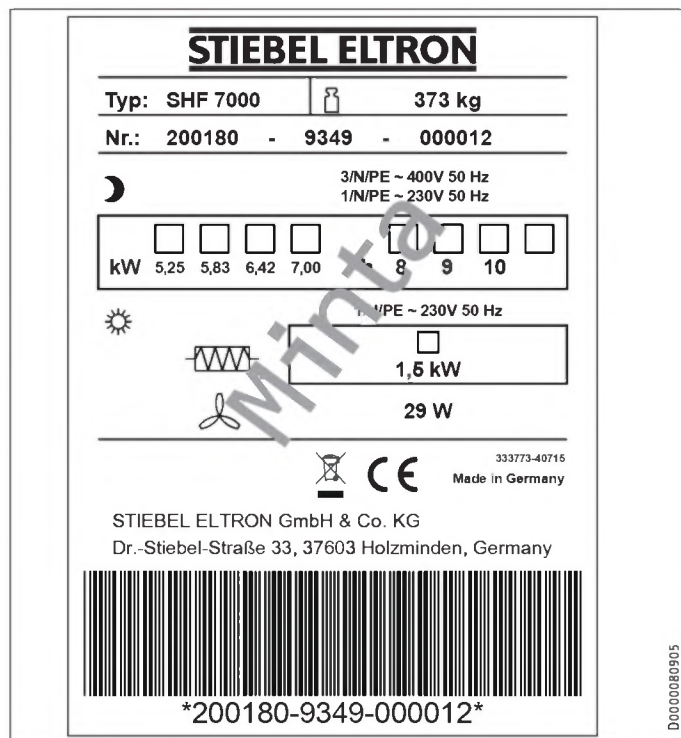 STIEBEL ELTRON
Typ: SHF 7000 373 kg
Nr.: 200180 - 9349 - 000012
3/N/PE ~ 400V 50 Hz
1/N/PE ~ 230V 50 Hz
kW 5,25 5,83 6,42 7,00 8 9 10
/PE ~ 230V 50 Hz
1,5 kW
29 W
Minta
333773-40715
Made in Germany
STIEBEL ELTRON GmbH & Co. KG
Dr.-Stiebel-Straße 33, 37603 Holzminden, Germany
*200180-9349-000012*
D0000080905